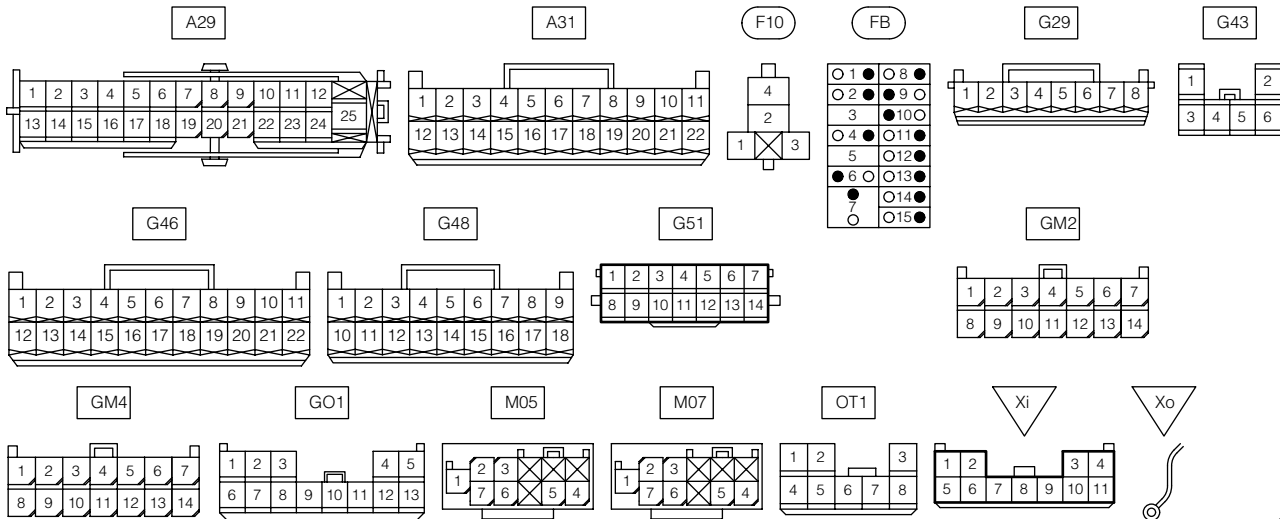 A29 A31 F10 FB G29 G43
1 2 3 4 5 6 7 8 9 10 11 12
13 14 15 16 17 18 19 20 21 22 23 24
25
1 2 3 4 5 6 7 8 9 10 11
12 13 14 15 16 17 18 19 20 21 22
4
2
1 3
1 8
2 9
3 10
4 11
5 12
6 13
7 14
15
1 2 3 4 5 6 7 8
1 2
3 4 5 6
G46 G48 G51 GM2
1 2 3 4 5 6 7 8 9 10 11
12 13 14 15 16 17 18 19 20 21 22
1 2 3 4 5 6 7 8 9
10 11 12 13 14 15 16 17 18
1 2 3 4 5 6 7
8 9 10 11 12 13 14
1 2 3 4 5 6 7
8 9 10 11 12 13 14
GM4 GO1 M05 M07 OT1 Xi Xo
1 2 3 4 5 6 7
8 9 10 11 12 13 14
1 2 3 4 5
6 7 8 9 10 11 12 13
1 2 3
7 6 5 4
1 2 3
7 6 5 4
1 2 3
4 5 6 7 8
1 2 3 4
5 6 7 8 9 10 11